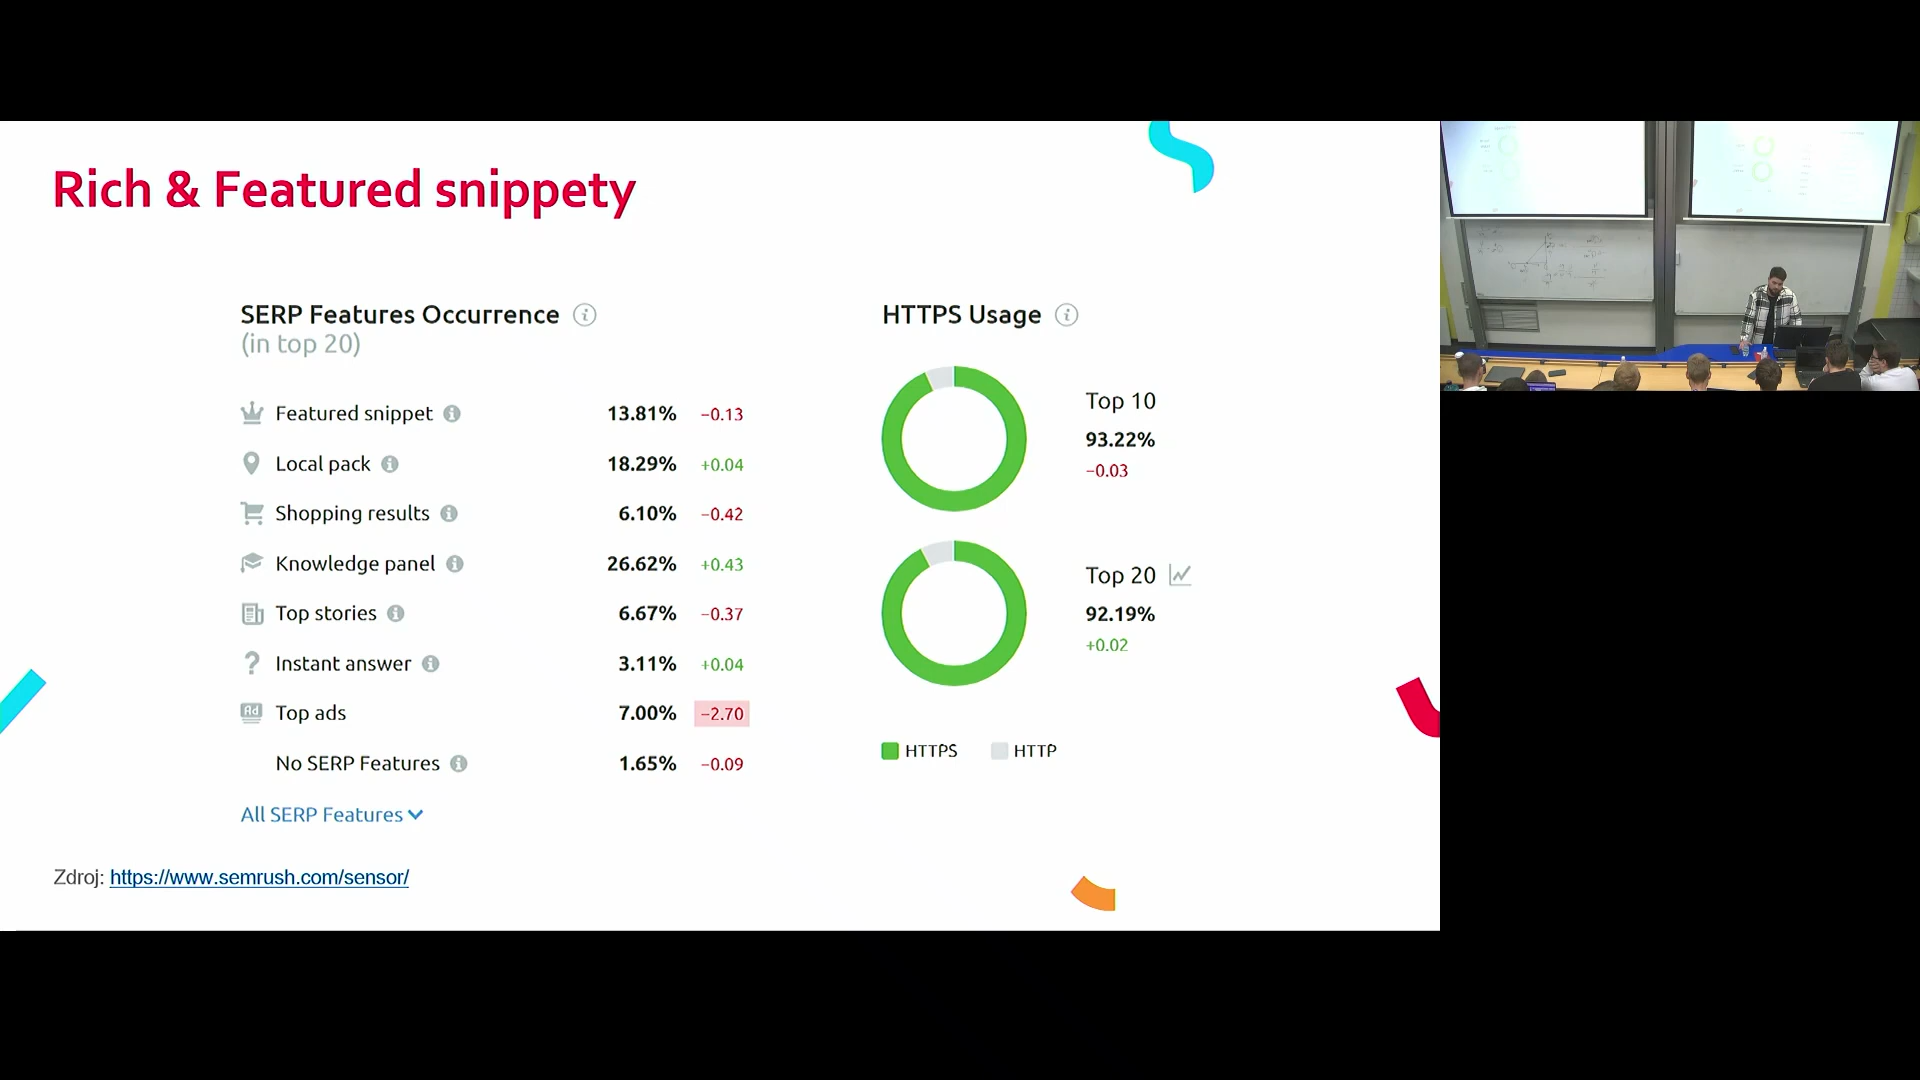 Rich & Featured snippety
SERP Features Occurrence
(in top 20)
Featured snippet 13.81% −0.13
Local pack 18.29% +0.04
Shopping results 6.10% −0.42
Knowledge panel 26.62% +0.43
Top stories 6.67% −0.37
Instant answer 3.11% +0.04
Ad Top ads 7.00% −2.70
No SERP Features 1.65% −0.09
All SERP Features
HTTPS Usage
Top 10
93.22%
−0.03
Top 20
92.19%
+0.02
HTTPS HTTP
Zdroj: https://www.semrush.com/sensor/